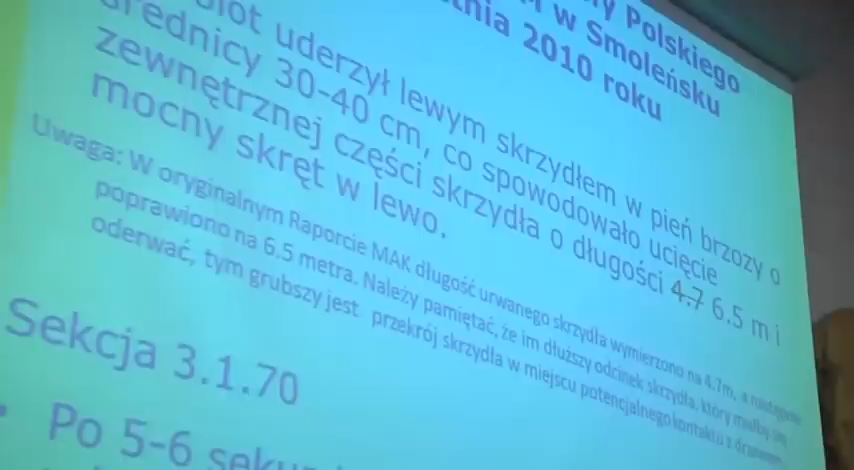 Polskiego
w Smoleńsku
2010 roku
uderzył lewym skrzydłem w pień brzozy o
średnicy 30-40 cm, co spowodowało ucięcie
zewnętrznej części skrzydła o długości 4.7 6.5 m i
mocny skręt w lewo.
Uwaga: W oryginalnym Raporcie MAK długość urwanego skrzydła wymierzono na 4.7m, a następnie
poprawiono na 6.5 metra. Należy pamiętać, że im dłuższy odcinek skrzydła, który miałby się
oderwać, tym grubszy jest przekrój skrzydła w miejscu potencjalnego kontaktu z drzewem
Sekcja 3.1.70
• Po 5-6